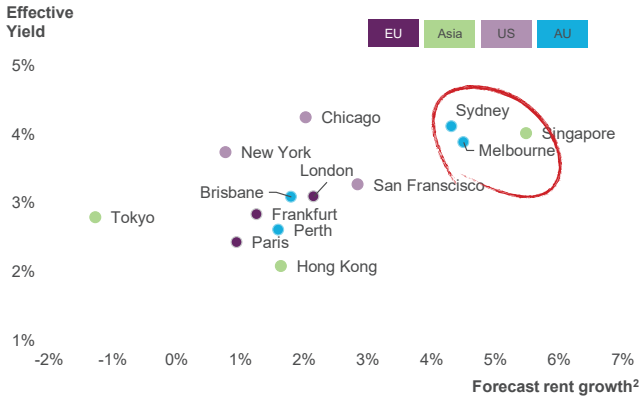 Effective
Yield
EU
Asia
US
AU
5%
4%
3%
2%
1%
Sydney
Chicago
Singapore
Melbourne
New York
London
San Franscisco
Brisbane
Frankfurt
Tokyo
Perth
Paris
Hong Kong
-2%
-1%
0%
1%
2%
3%
4%
5%
6%
7%
Forecast rent growth²